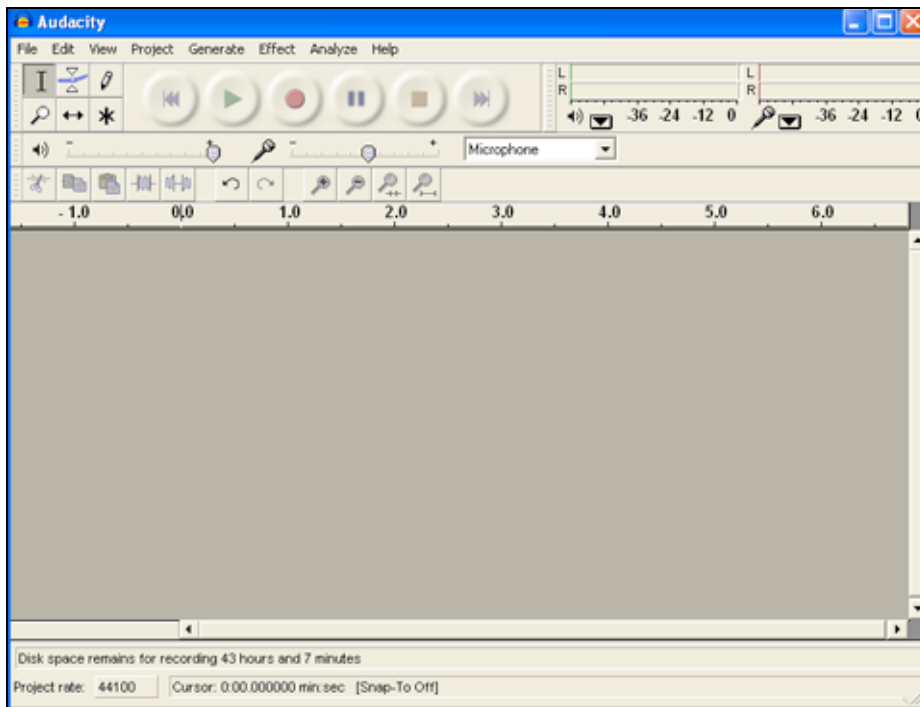 Audacity
File Edit View Project Generate Effect Analyze Help
L L
R R
-36 -24 -12 0 -36 -24 -12 0
- + - + Microphone
- 1.0 0.0 1.0 2.0 3.0 4.0 5.0 6.0
Disk space remains for recording 43 hours and 7 minutes
Project rate: 44100 Cursor: 0:00.000000 min:sec [Snap-To Off]